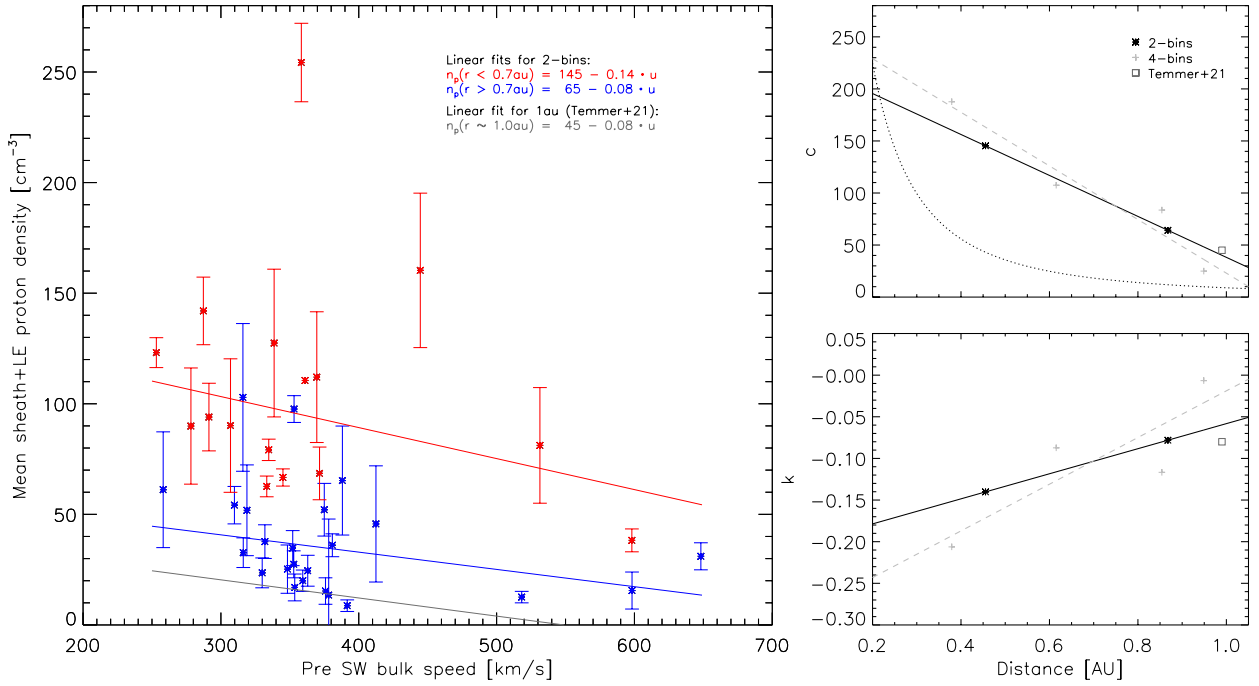 Linear fits for 2-bins:
n_p(r < 0.7au) = 145 − 0.14 • u
n_p(r > 0.7au) = 65 − 0.08 • u
Linear fit for 1au (Temmer+21):
n_p(r ~ 1.0au) = 45 − 0.08 • u
Mean sheath+LE proton density [cm⁻³]
250
200
150
100
50
0
200 300 400 500 600 700
Pre SW bulk speed [km/s]
2-bins
4-bins
Temmer+21
c
280
250
200
150
100
50
0
k
0.05
−0.00
−0.05
−0.10
−0.15
−0.20
−0.25
−0.30
0.2 0.4 0.6 0.8 1.0
Distance [AU]